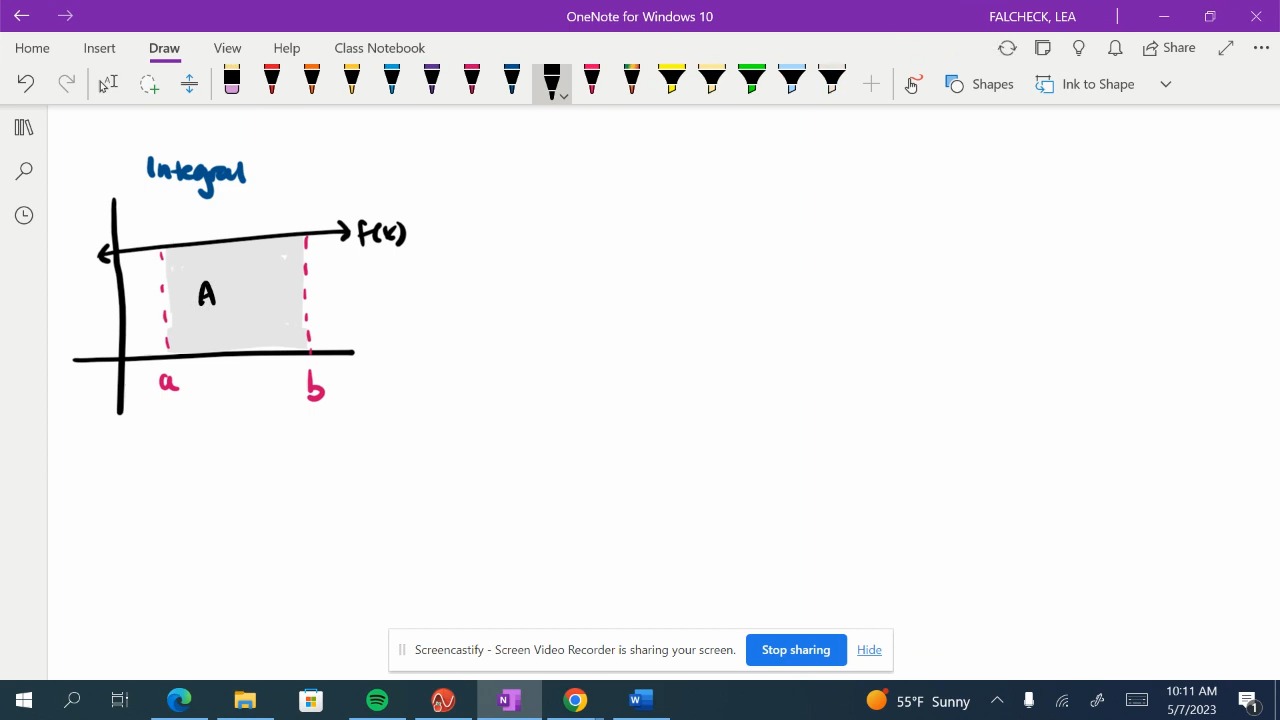 OneNote for Windows 10
FALCHECK, LEA
Home Insert Draw View Help Class Notebook
Share
Shapes
Ink to Shape
Integral
f(x)
A
a
b
Screencastify - Screen Video Recorder is sharing your screen.
Stop sharing
Hide
55°F Sunny
10:11 AM
5/7/2023
1